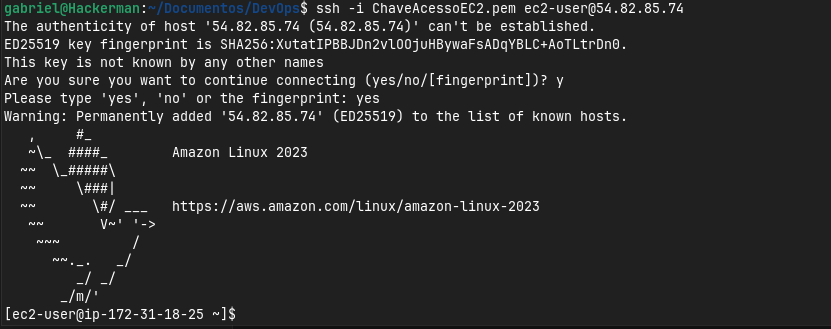 gabriel@Hackerman:~/Documentos/DevOps$ ssh -i ChaveAcessoEC2.pem ec2-user@54.82.85.74
The authenticity of host '54.82.85.74 (54.82.85.74)' can't be established.
ED25519 key fingerprint is SHA256:XutatIPBBJDn2vlOOjuHBywaFsADqYBLC+AoTLtrDn0.
This key is not known by any other names
Are you sure you want to continue connecting (yes/no/[fingerprint])? y
Please type 'yes', 'no' or the fingerprint: yes
Warning: Permanently added '54.82.85.74' (ED25519) to the list of known hosts.
   ,     #_
   ~\_  ####_        Amazon Linux 2023
  ~~  \_#####\
  ~~     \###|
  ~~       \#/ ___   https://aws.amazon.com/linux/amazon-linux-2023
   ~~       V~' '->
    ~~~         /
      ~~._.   _/
         _/ _/
       _/m/'
[ec2-user@ip-172-31-18-25 ~]$